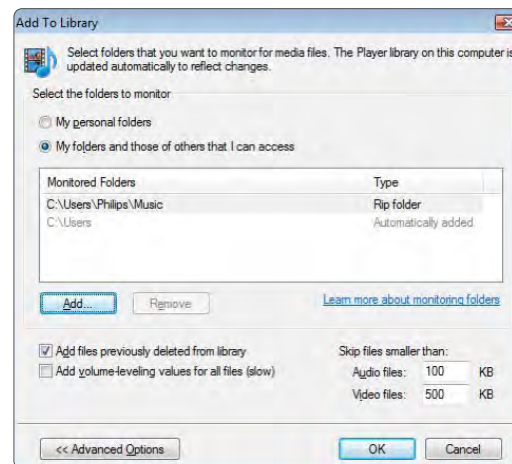 Add To Library
Select folders that you want to monitor for media files. The Player library on this computer is
updated automatically to reflect changes.
Select the folders to monitor
My personal folders
My folders and those of others that I can access
Monitored Folders Type
C:\Users\Philips\Music Rip folder
C:\Users Automatically added
Add... Remove Learn more about monitoring folders
Add files previously deleted from library Skip files smaller than:
Add volume-leveling values for all files (slow) Audio files: 100 KB
Video files: 500 KB
<< Advanced Options OK Cancel